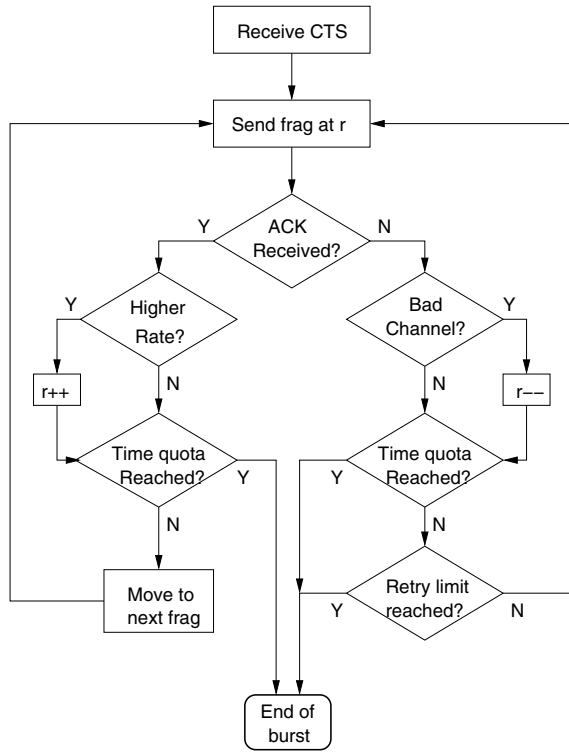 Receive CTS
Send frag at r
ACK
Received?
Y
N
Higher
Rate?
Y
N
Bad
Channel?
Y
N
r++
r−−
Time quota
Reached?
Y
N
Time quota
Reached?
Y
N
Move to
next frag
Retry limit
reached?
Y
N
End of
burst